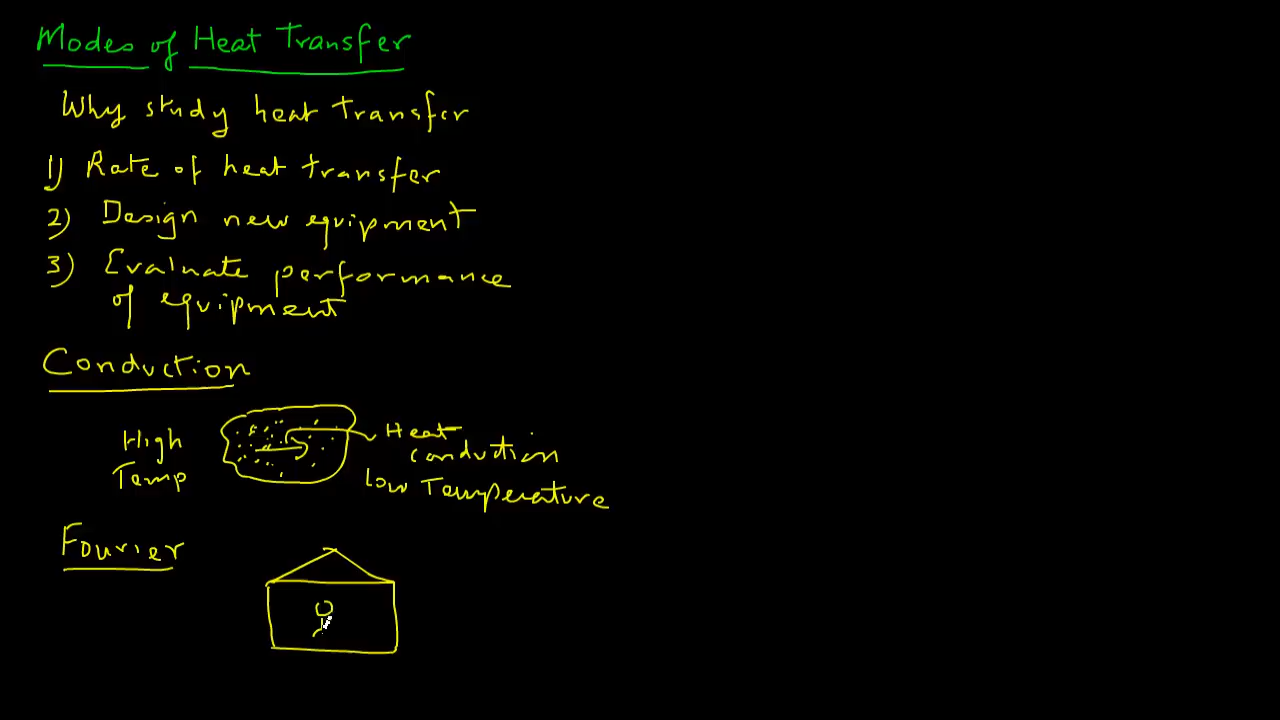 Modes of Heat Transfer
Why study heat transfer
1) Rate of heat transfer
2) Design new equipment
3) Evaluate performance
of equipment
Conduction
High
Temp
Heat
conduction
Low Temperature
Fourier